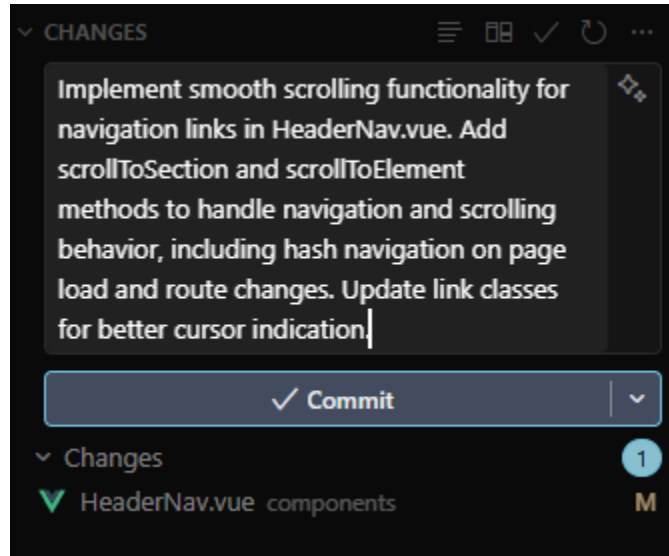 CHANGES
Implement smooth scrolling functionality for
navigation links in HeaderNav.vue. Add
scrollToSection and scrollToElement
methods to handle navigation and scrolling
behavior, including hash navigation on page
load and route changes. Update link classes
for better cursor indication.
Commit
Changes 1
HeaderNav.vue components M